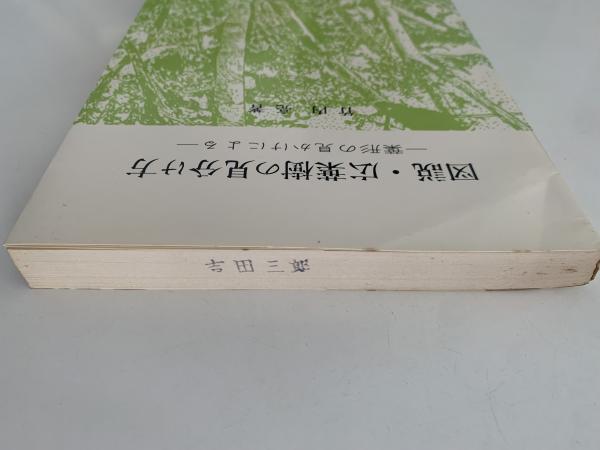 図説・広葉樹の見分け方
―葉形の見かけによる―
竹内 亮 著
田三